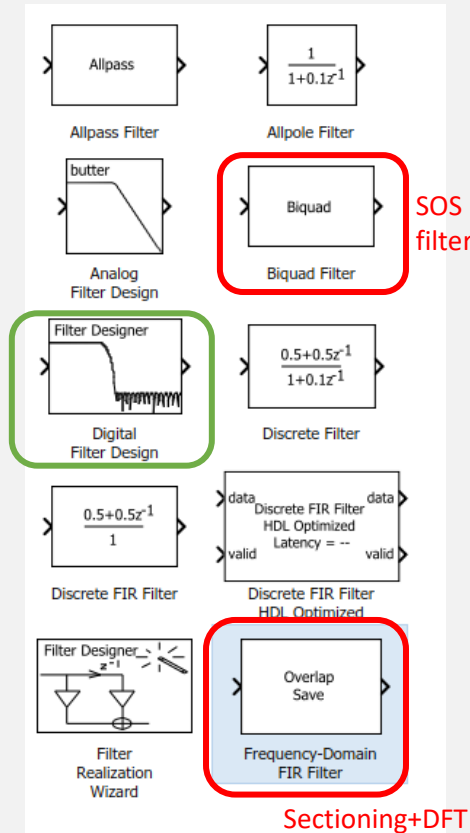 Allpass
Allpass Filter
1
1+0.1z-1
Allpole Filter
butter
Analog
Filter Design
Biquad
Biquad Filter
SOS
filter
Filter Designer
Digital
Filter Design
0.5+0.5z-1
1+0.1z-1
Discrete Filter
0.5+0.5z-1
1
Discrete FIR Filter
data
data
Discrete FIR Filter
HDL Optimized
Latency = --
valid
valid
Discrete FIR Filter
HDL Optimized
Filter Designer
z-1
Filter
Realization
Wizard
Overlap
Save
Frequency-Domain
FIR Filter
Sectioning+DFT